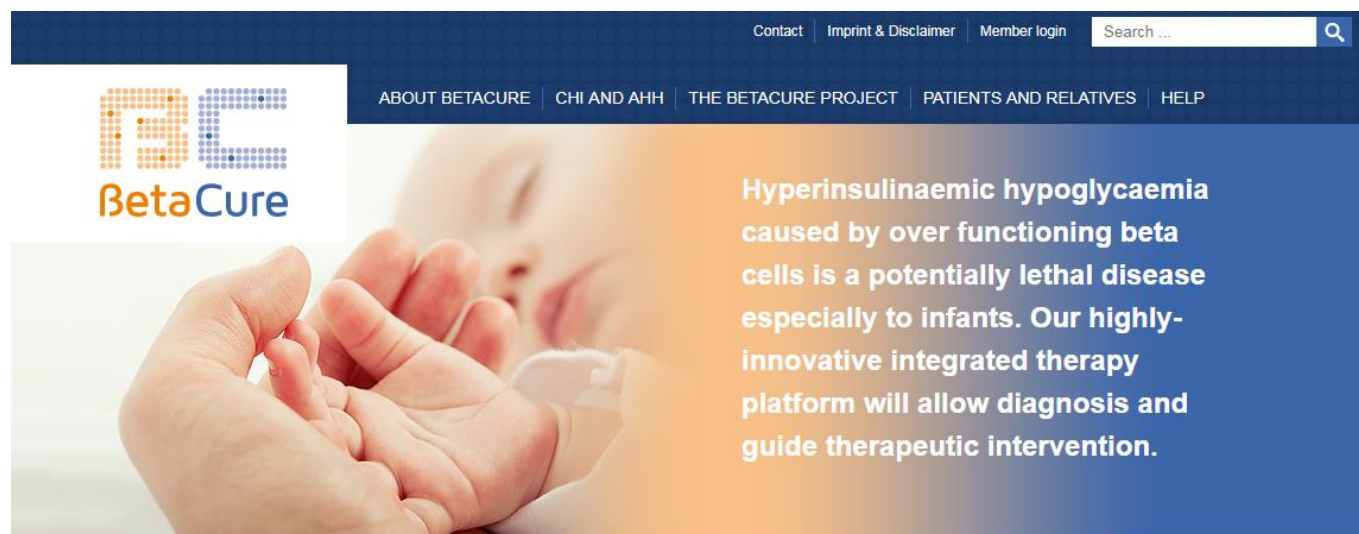 Contact
Imprint & Disclaimer
Member login
Search ...
ABOUT BETACURE
CHI AND AHH
THE BETACURE PROJECT
PATIENTS AND RELATIVES
HELP
BC
ßetaCure
Hyperinsulinaemic hypoglycaemia
caused by over functioning beta
cells is a potentially lethal disease
especially to infants. Our highly-
innovative integrated therapy
platform will allow diagnosis and
guide therapeutic intervention.